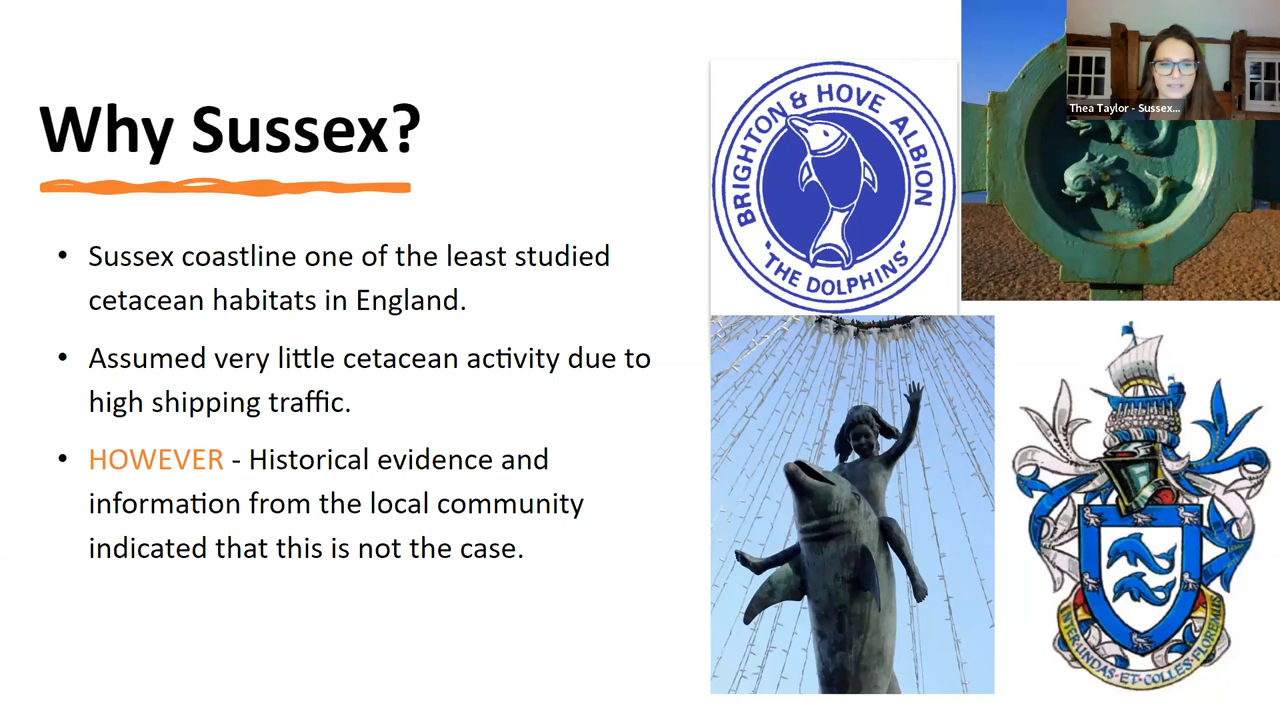 Why Sussex?
• Sussex coastline one of the least studied
cetacean habitats in England.
• Assumed very little cetacean activity due to
high shipping traffic.
• HOWEVER - Historical evidence and
information from the local community
indicated that this is not the case.
BRIGHTON & HOVE ALBION
"THE DOLPHINS"
Thea Taylor - Sussex...
INTER·UNDAS·ET·COLLES·FLOREMUS